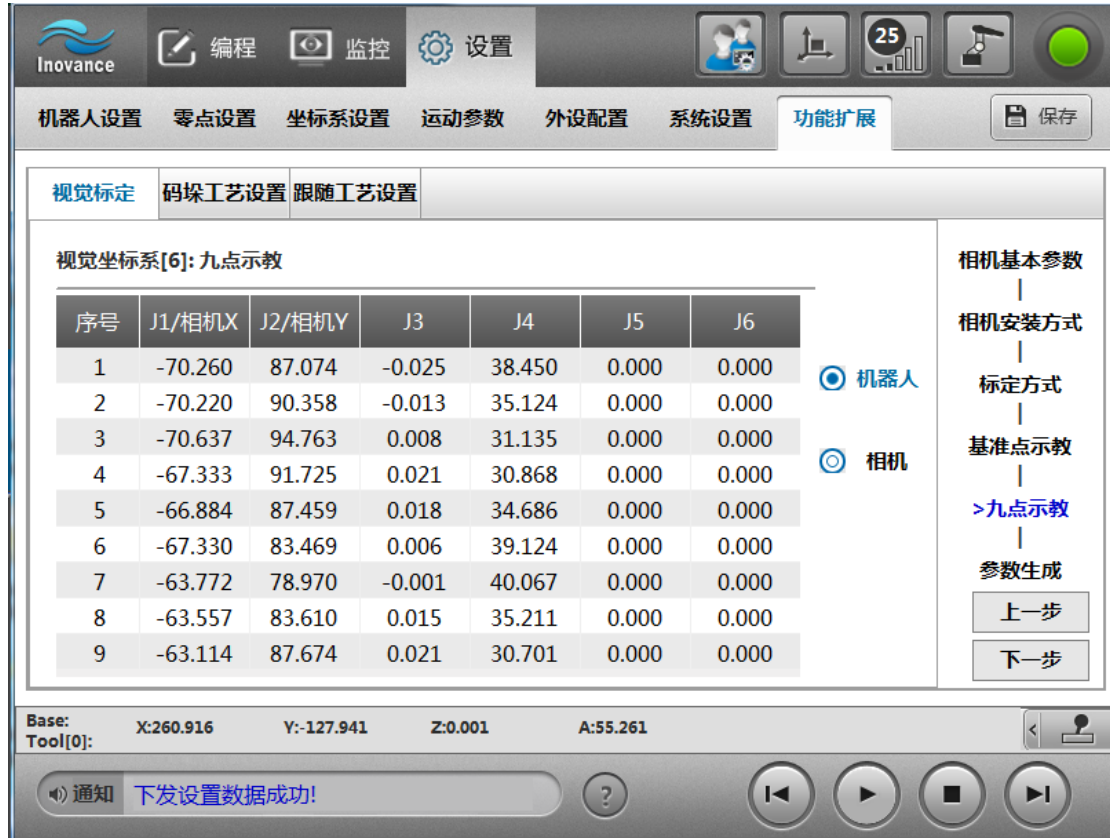 Inovance 编程 监控 设置 25
机器人设置 零点设置 坐标系设置 运动参数 外设配置 系统设置 功能扩展 保存
视觉标定 码垛工艺设置 跟随工艺设置
视觉坐标系[6]: 九点示教
序号 J1/相机X J2/相机Y J3 J4 J5 J6
1 -70.260 87.074 -0.025 38.450 0.000 0.000
2 -70.220 90.358 -0.013 35.124 0.000 0.000
3 -70.637 94.763 0.008 31.135 0.000 0.000
4 -67.333 91.725 0.021 30.868 0.000 0.000
5 -66.884 87.459 0.018 34.686 0.000 0.000
6 -67.330 83.469 0.006 39.124 0.000 0.000
7 -63.772 78.970 -0.001 40.067 0.000 0.000
8 -63.557 83.610 0.015 35.211 0.000 0.000
9 -63.114 87.674 0.021 30.701 0.000 0.000
机器人
相机
相机基本参数
相机安装方式
标定方式
基准点示教
>九点示教
参数生成
上一步
下一步
Base: X:260.916 Y:-127.941 Z:0.001 A:55.261
Tool[0]:
通知 下发设置数据成功! ?